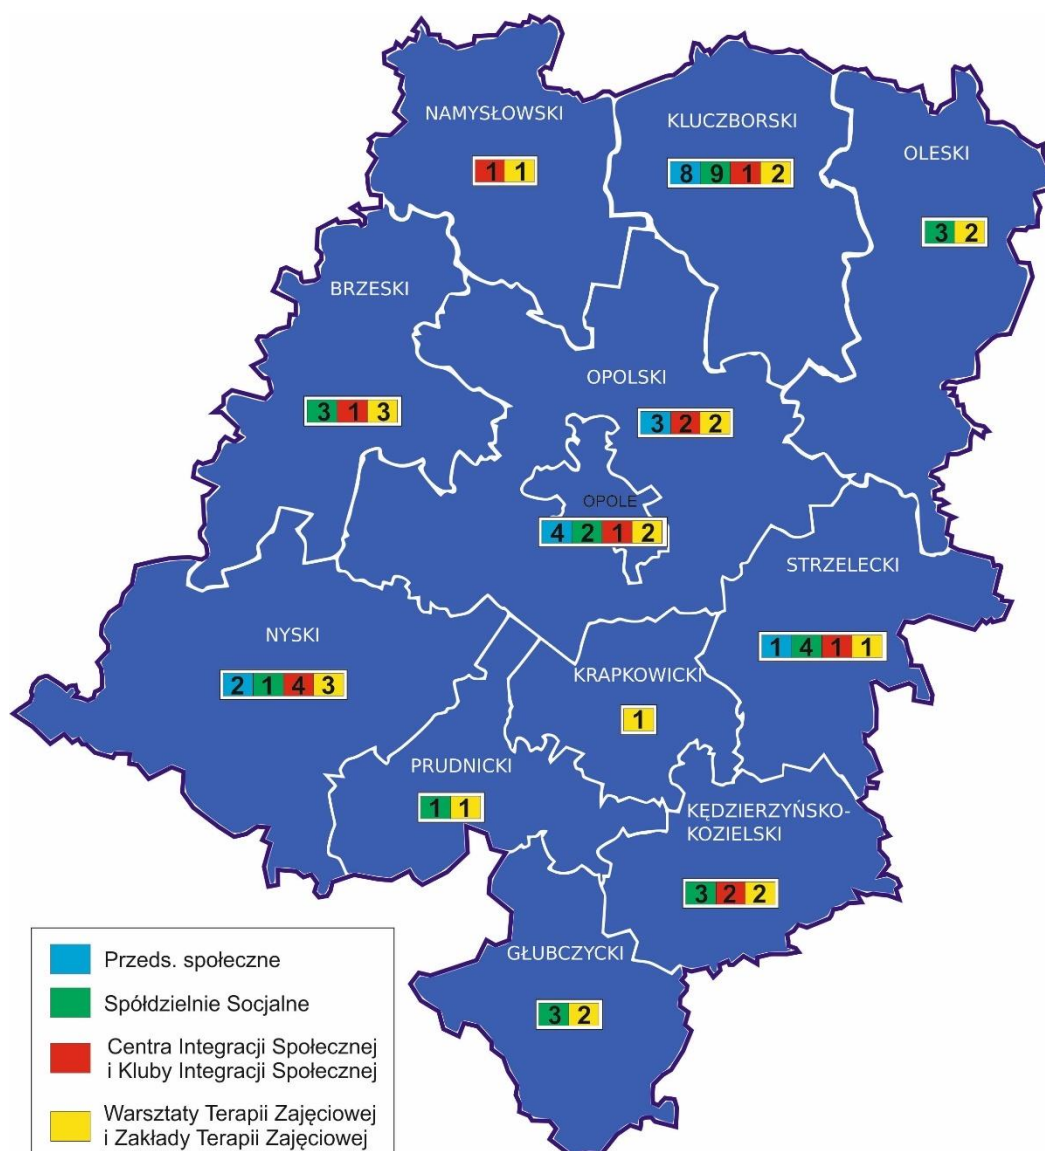 NAMYSŁOWSKI
1 1
KLUCZBORSKI
8 9 1 2
OLESKI
3 2
BRZESKI
3 1 3
OPOLSKI
3 2 2
OPOLE
4 2 1 2
STRZELECKI
1 4 1 1
NYSKI
2 1 4 3
KRAPKOWICKI
1
PRUDNICKI
1 1
KĘDZIERZYŃSKO-
KOZIELSKI
3 2 2
GŁUBCZYCKI
3 2
Przeds. społeczne
Spółdzielnie Socjalne
Centra Integracji Społecznej
i Kluby Integracji Społecznej
Warsztaty Terapii Zajęciowej
i Zakłady Terapii Zajęciowej